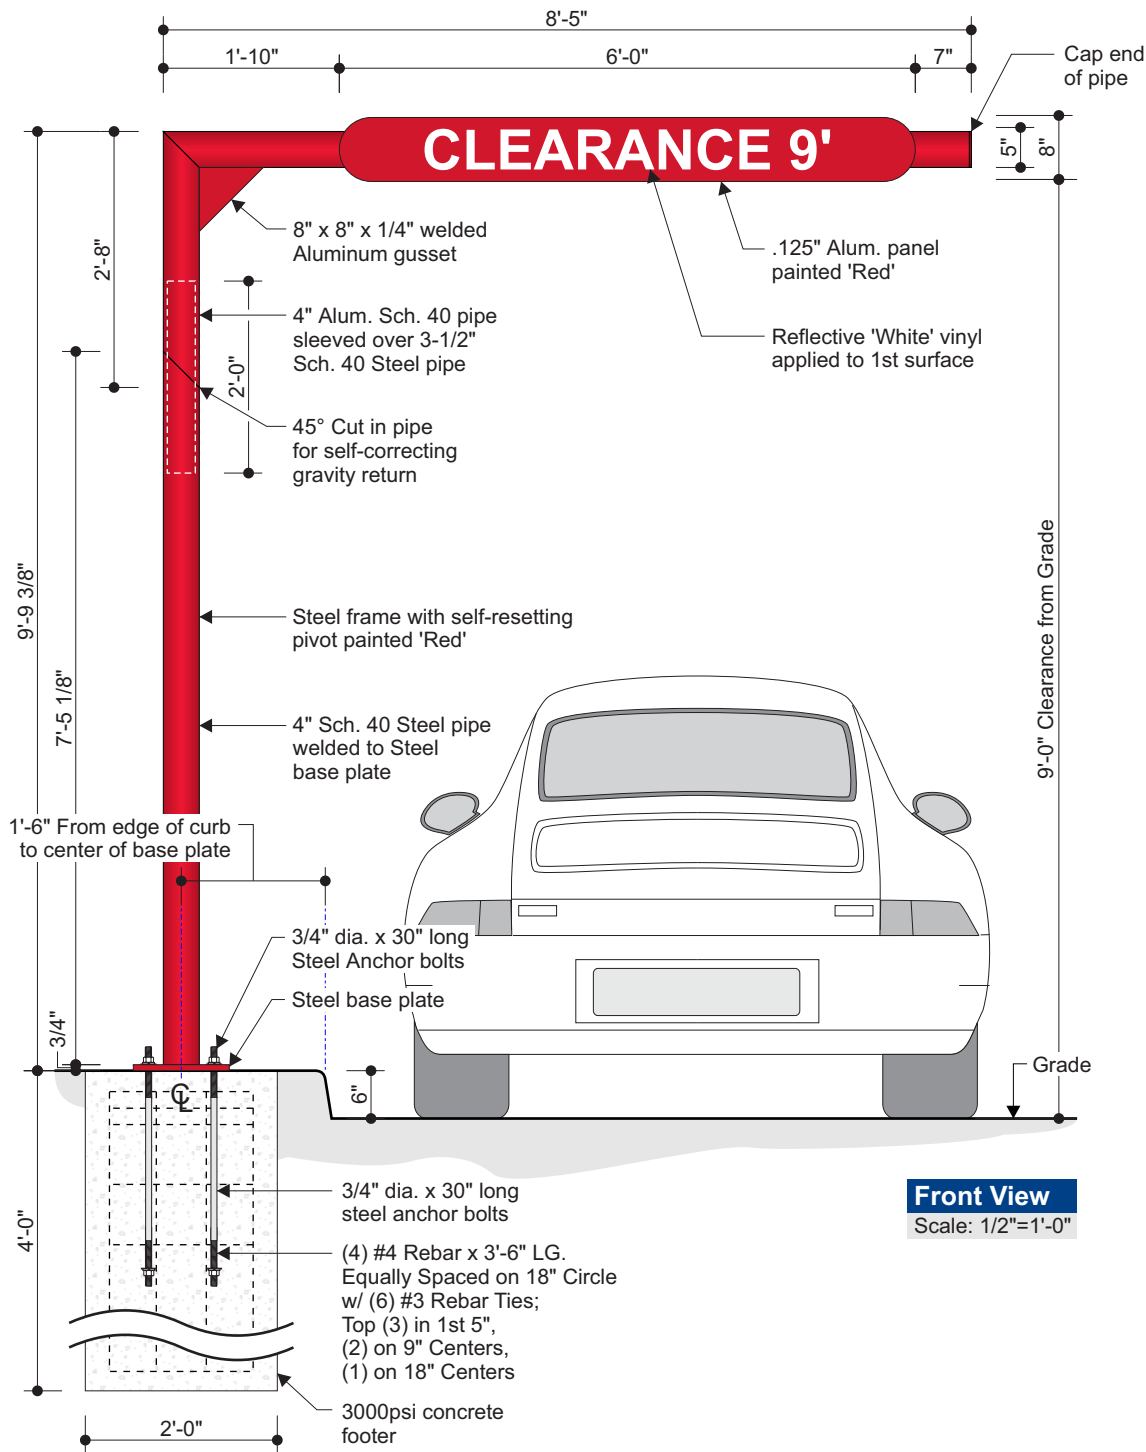 8'-5"
1'-10"
6'-0"
7"
Cap end
of pipe
CLEARANCE 9'
5"
8"
8" x 8" x 1/4" welded
Aluminum gusset
.125" Alum. panel
painted 'Red'
2'-8"
4" Alum. Sch. 40 pipe
sleeved over 3-1/2"
Sch. 40 Steel pipe
2'-0"
Reflective 'White' vinyl
applied to 1st surface
45° Cut in pipe
for self-correcting
gravity return
9'-9 3/8"
7'-5 1/8"
9'-0" Clearance from Grade
Steel frame with self-resetting
pivot painted 'Red'
4" Sch. 40 Steel pipe
welded to Steel
base plate
1'-6" From edge of curb
to center of base plate
3/4" dia. x 30" long
Steel Anchor bolts
Steel base plate
3/4"
CL
6"
Grade
4'-0"
3/4" dia. x 30" long
steel anchor bolts
Front View
Scale: 1/2"=1'-0"
(4) #4 Rebar x 3'-6" LG.
Equally Spaced on 18" Circle
w/ (6) #3 Rebar Ties;
Top (3) in 1st 5",
(2) on 9" Centers,
(1) on 18" Centers
3000psi concrete
footer
2'-0"